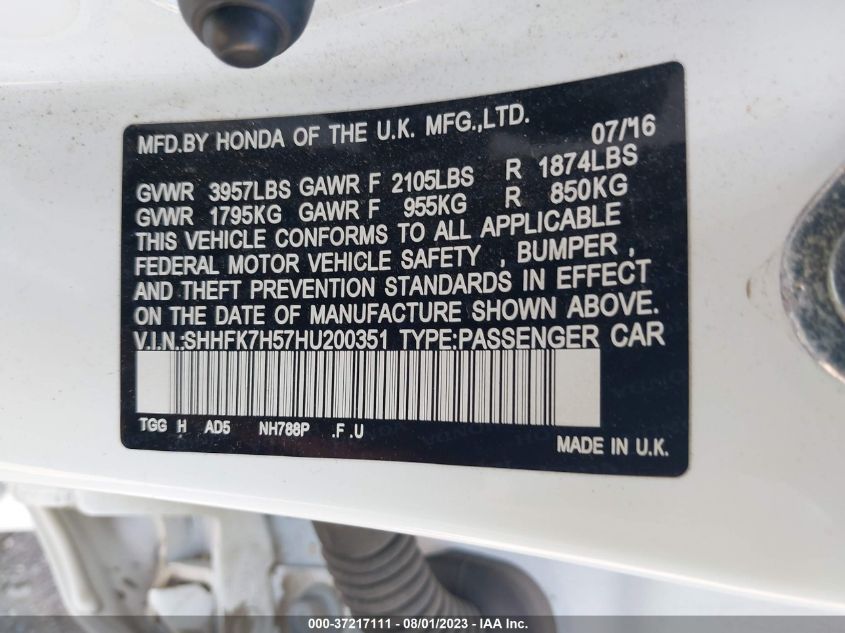 MFD.BY HONDA OF THE U.K. MFG.,LTD. 07/16
GVWR 3957LBS GAWR F 2105LBS R 1874LBS
GVWR 1795KG GAWR F 955KG R 850KG
THIS VEHICLE CONFORMS TO ALL APPLICABLE
FEDERAL MOTOR VEHICLE SAFETY , BUMPER ,
AND THEFT PREVENTION STANDARDS IN EFFECT
ON THE DATE OF MANUFACTURE SHOWN ABOVE.
V.I.N.:SHHFK7H57HU200351 TYPE:PASSENGER CAR
TGG H AD5 NH788P .F .U
MADE IN U.K.
000-37217111 - 08/01/2023 - IAA Inc.